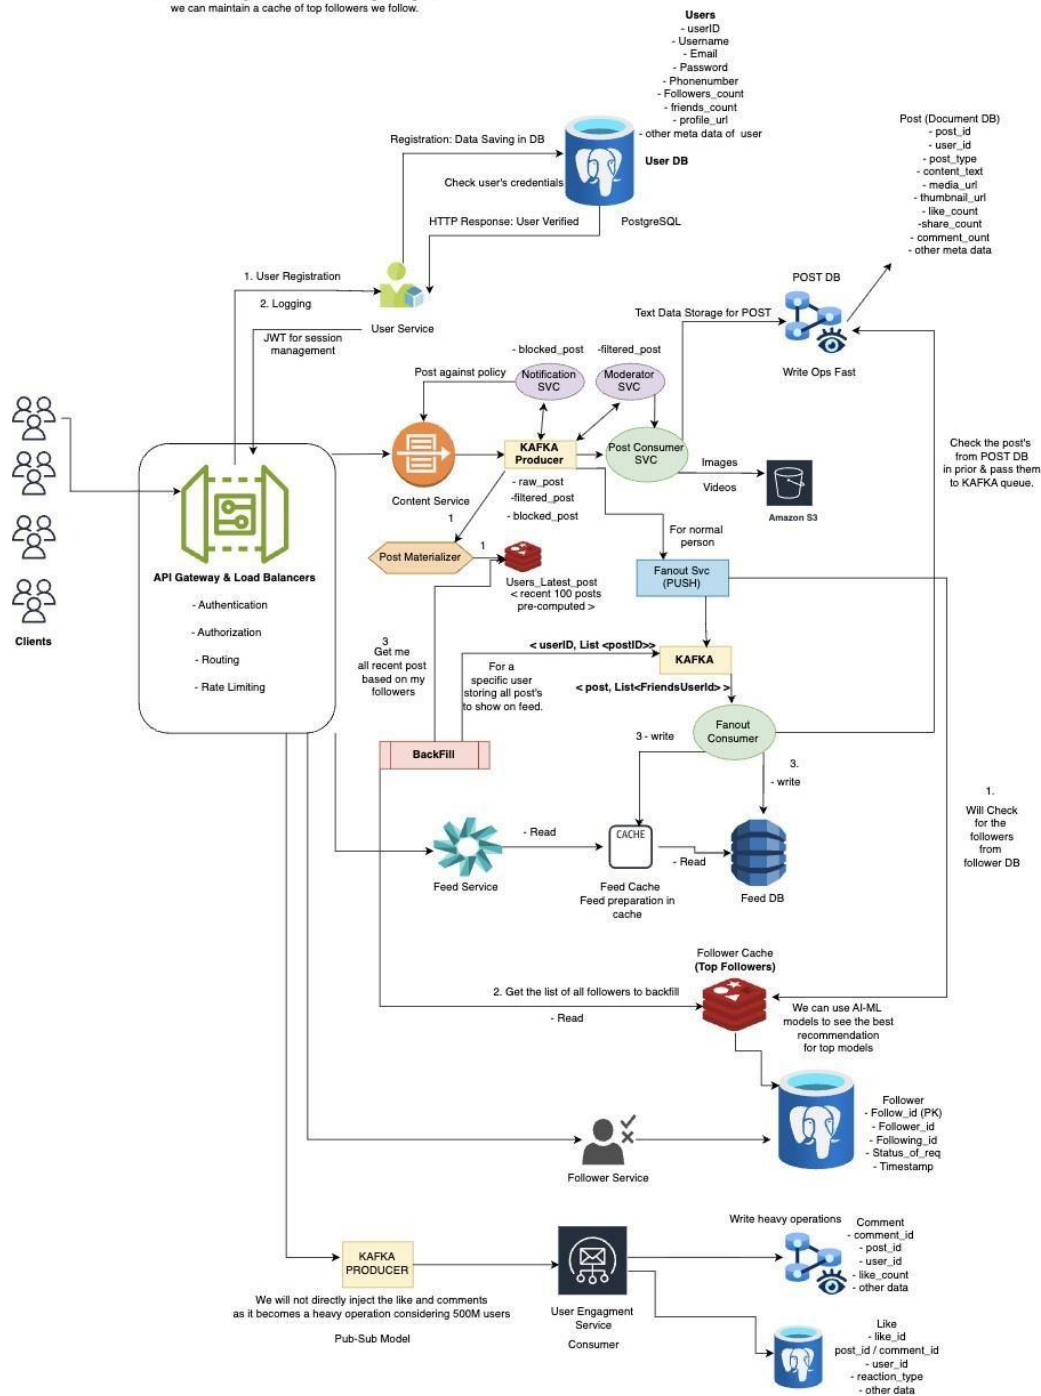 we can maintain a cache of top followers we follow.
Users
- userID
- Username
- Email
- Password
- Phonenumber
- Followers_count
- friends_count
- profile_url
- other meta data of user
Registration: Data Saving in DB
User DB
Check user's credentials
HTTP Response: User Verified
PostgreSQL
Post (Document DB)
- post_id
- user_id
- post_type
- content_text
- media_url
- thumbnail_url
- like_count
-share_count
- comment_ount
- other meta data
1. User Registration
2. Logging
User Service
JWT for session
management
POST DB
Text Data Storage for POST
Write Ops Fast
- blocked_post
-filtered_post
Post against policy
Notification
SVC
Moderator
SVC
Content Service
KAFKA
Producer
- raw_post
-filtered_post
- blocked_post
Post Consumer
SVC
Images
Videos
Amazon S3
Check the post's
from POST DB
in prior & pass them
to KAFKA queue.
1
Post Materializer
1
Users_Latest_post
< recent 100 posts
pre-computed >
For normal
person
Fanout Svc
(PUSH)
API Gateway & Load Balancers
- Authentication
- Authorization
- Routing
- Rate Limiting
Clients
3
Get me
all recent post
based on my
followers
For a
specific user
storing all post's
to show on feed.
< userID, List <postID>>
KAFKA
< post, List<FriendsUserId> >
Fanout
Consumer
BackFill
3 - write
3.
- write
1.
Will Check
for the
followers
from
follower DB
Feed Service
- Read
CACHE
Feed Cache
Feed preparation in
cache
- Read
Feed DB
Follower Cache
(Top Followers)
2. Get the list of all followers to backfill
- Read
We can use AI-ML
models to see the best
recommendation
for top models
Follower
- Follow_id (PK)
- Follower_id
- Following_id
- Status_of_req
- Timestamp
Follower Service
KAFKA
PRODUCER
We will not directly inject the like and comments
as it becomes a heavy operation considering 500M users
Pub-Sub Model
User Engagment
Service
Consumer
Write heavy operations
Comment
- comment_id
- post_id
- user_id
- like_count
- other data
Like
- like_id
post_id / comment_id
- user_id
- reaction_type
- other data